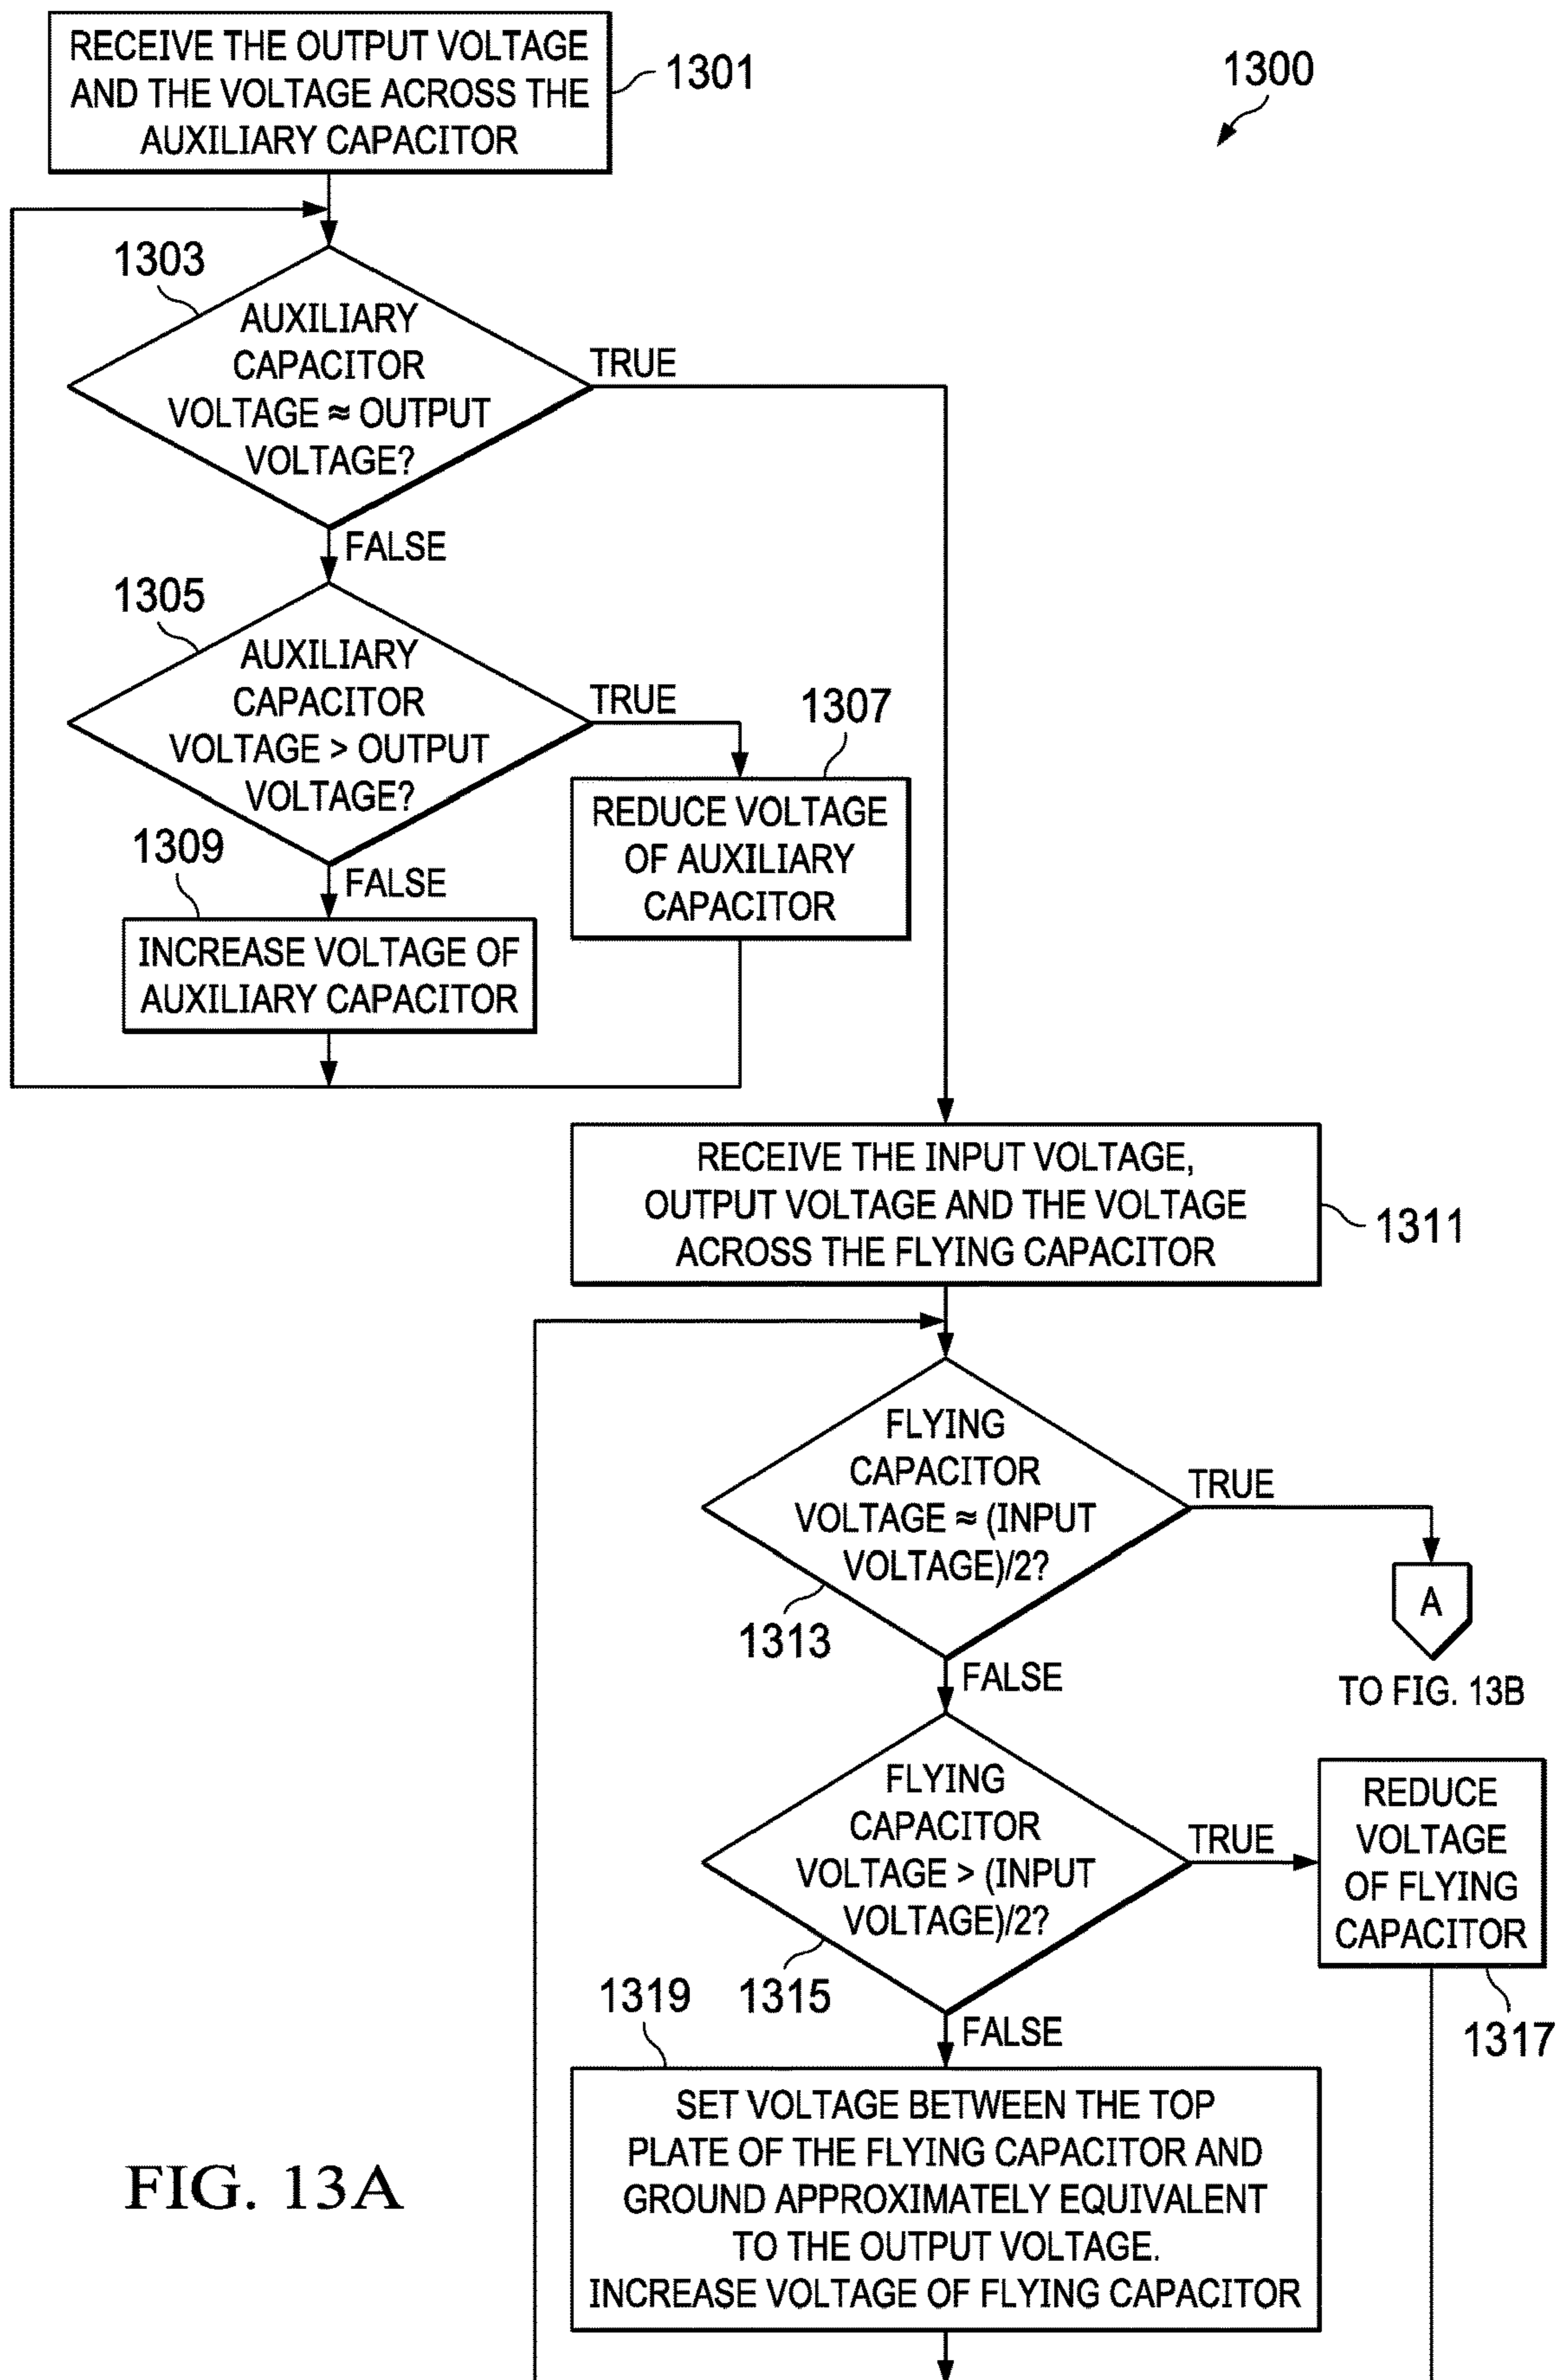 RECEIVE THE OUTPUT VOLTAGE
AND THE VOLTAGE ACROSS THE
AUXILIARY CAPACITOR
1301
1300
1303
AUXILIARY
CAPACITOR
VOLTAGE ≈ OUTPUT
VOLTAGE?
TRUE
FALSE
1305
AUXILIARY
CAPACITOR
VOLTAGE > OUTPUT
VOLTAGE?
TRUE
1307
REDUCE VOLTAGE
OF AUXILIARY
CAPACITOR
FALSE
1309
INCREASE VOLTAGE OF
AUXILIARY CAPACITOR
RECEIVE THE INPUT VOLTAGE,
OUTPUT VOLTAGE AND THE VOLTAGE
ACROSS THE FLYING CAPACITOR
1311
FLYING
CAPACITOR
VOLTAGE ≈ (INPUT
VOLTAGE)/2?
1313
TRUE
A
TO FIG. 13B
FALSE
FLYING
CAPACITOR
VOLTAGE > (INPUT
VOLTAGE)/2?
1315
TRUE
REDUCE
VOLTAGE
OF FLYING
CAPACITOR
1317
FALSE
1319
SET VOLTAGE BETWEEN THE TOP
PLATE OF THE FLYING CAPACITOR AND
GROUND APPROXIMATELY EQUIVALENT
TO THE OUTPUT VOLTAGE.
INCREASE VOLTAGE OF FLYING CAPACITOR
FIG. 13A